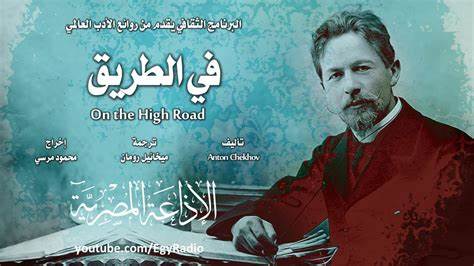 البرنامج الثقافي يقدم من روائع الأدب العالمي
في الطريق
On the High Road
تأليف ترجمة إخراج
Anton Chekhov ميخائيل رومان محمود مرسي
الإذاعة المصرية
youtube.com/EgyRadio